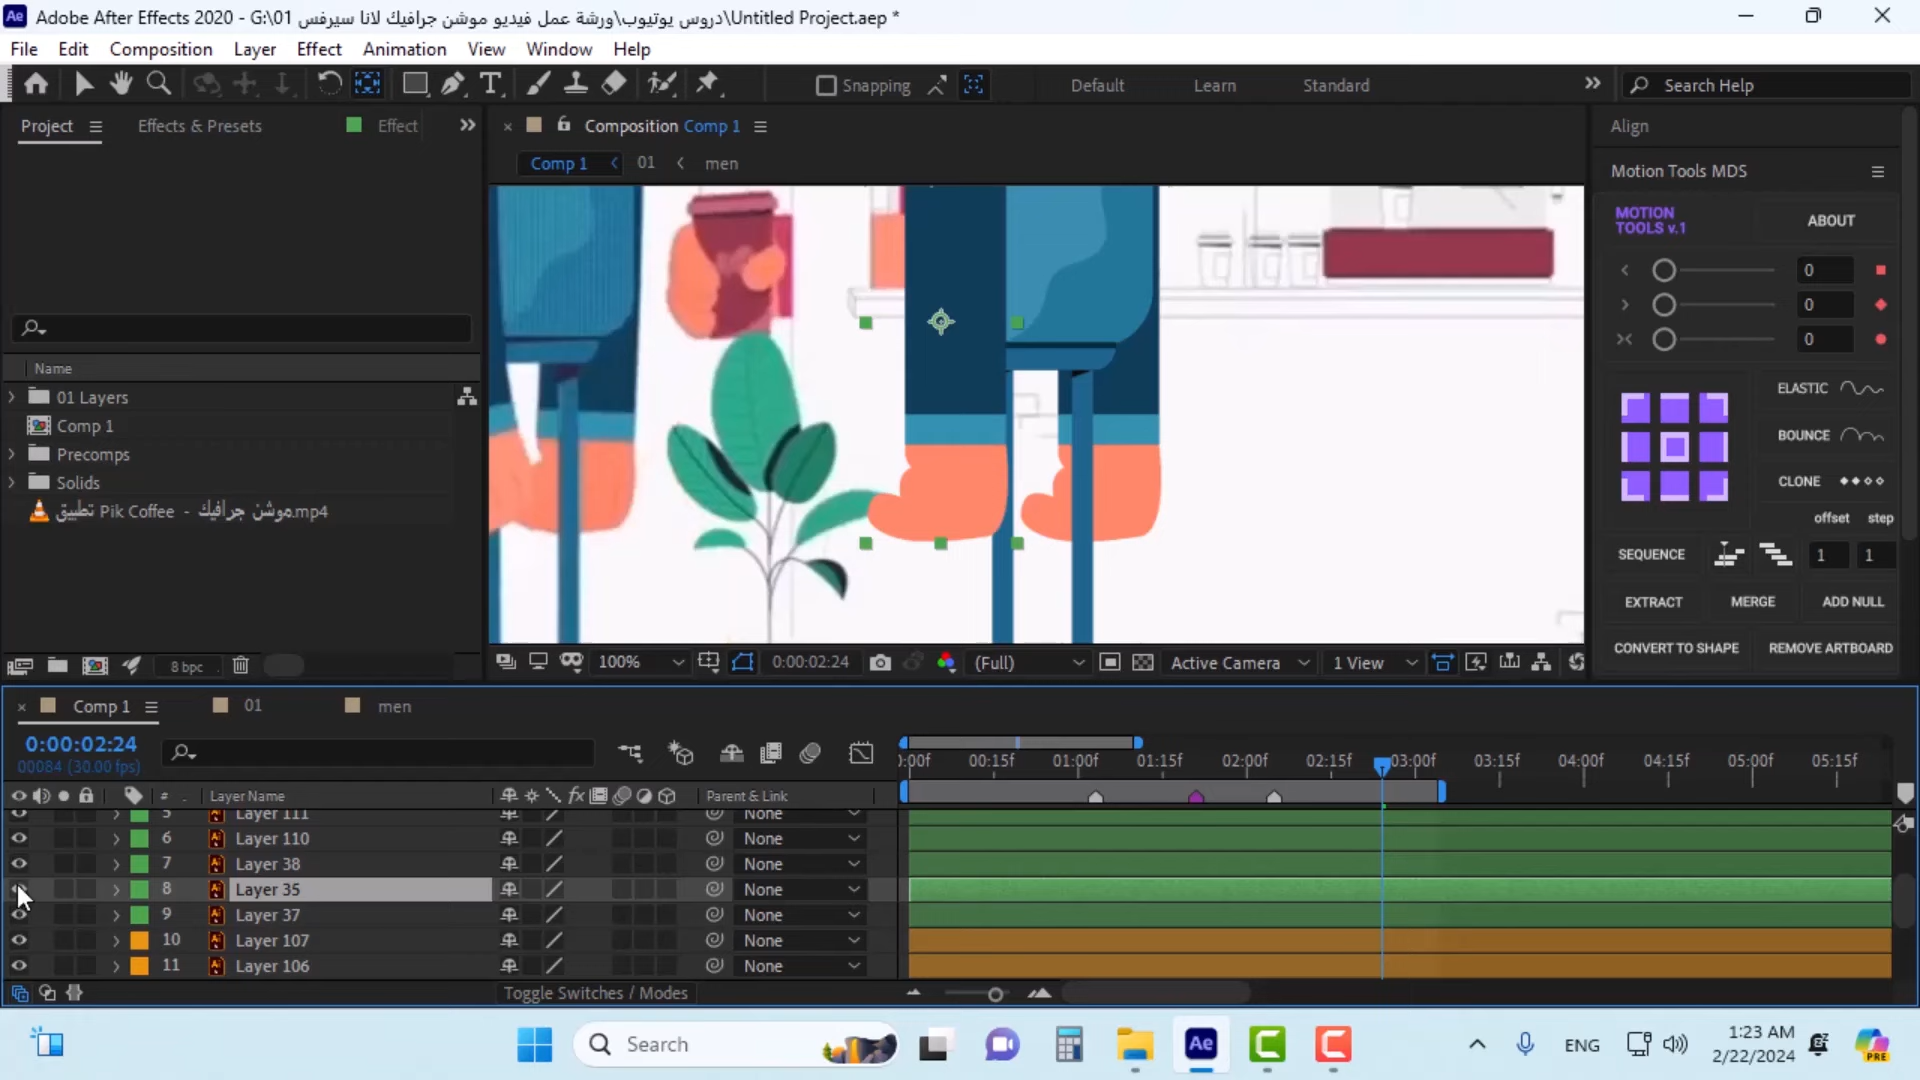 Adobe After Effects 2020 - G:\01 دروس يوتيوب\ورشة عمل فيديو موشن جرافيك لانا سيرفس\Untitled Project.aep *
File Edit Composition Layer Effect Animation View Window Help
Snapping Default Learn Standard Search Help
Project Effects & Presets Effect
Composition Comp 1
Comp 1 01 men
Name
01 Layers
Comp 1
Precomps
Solids
تطبيق Pik Coffee - موشن جرافيك.mp4
8 bpc
100% 0:00:02:24 (Full) Active Camera 1 View
Align
Motion Tools MDS
MOTION TOOLS v.1 ABOUT
0
0
0
ELASTIC
BOUNCE
CLONE
offset step
SEQUENCE 1 1
EXTRACT MERGE ADD NULL
CONVERT TO SHAPE REMOVE ARTBOARD
Comp 1 01 men
0:00:02:24
00084 (30.00 fps)
:00f 00:15f 01:00f 01:15f 02:00f 02:15f 03:00f 03:15f 04:00f 04:15f 05:00f 05:15f
# Layer Name Parent & Link
5 Layer 111 None
6 Layer 110 None
7 Layer 38 None
8 Layer 35 None
9 Layer 37 None
10 Layer 107 None
11 Layer 106 None
Toggle Switches / Modes
Search ENG 1:23 AM
2/22/2024
PRE